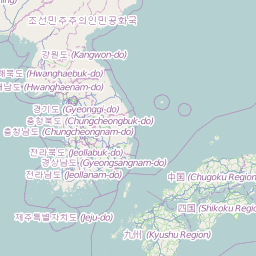 조선민주주의인민공화국
강원도 (Kangwon-do)
해북도 (Hwanghaebuk-do)
해남도 (Hwanghaenam-do)
경기도 (Gyeonggi-do)
충청북도 (Chungcheongbuk-do)
충청남도 (Chungcheongnam-do)
전라북도 (Jeollabuk-do)
경상남도 (Gyeongsangnam-do)
전라남도 (Jeollanam-do)
中国 (Chugoku Region)
四国 (Shikoku Region)
제주특별자치도 (Jeju-do)
九州 (Kyushu Region)